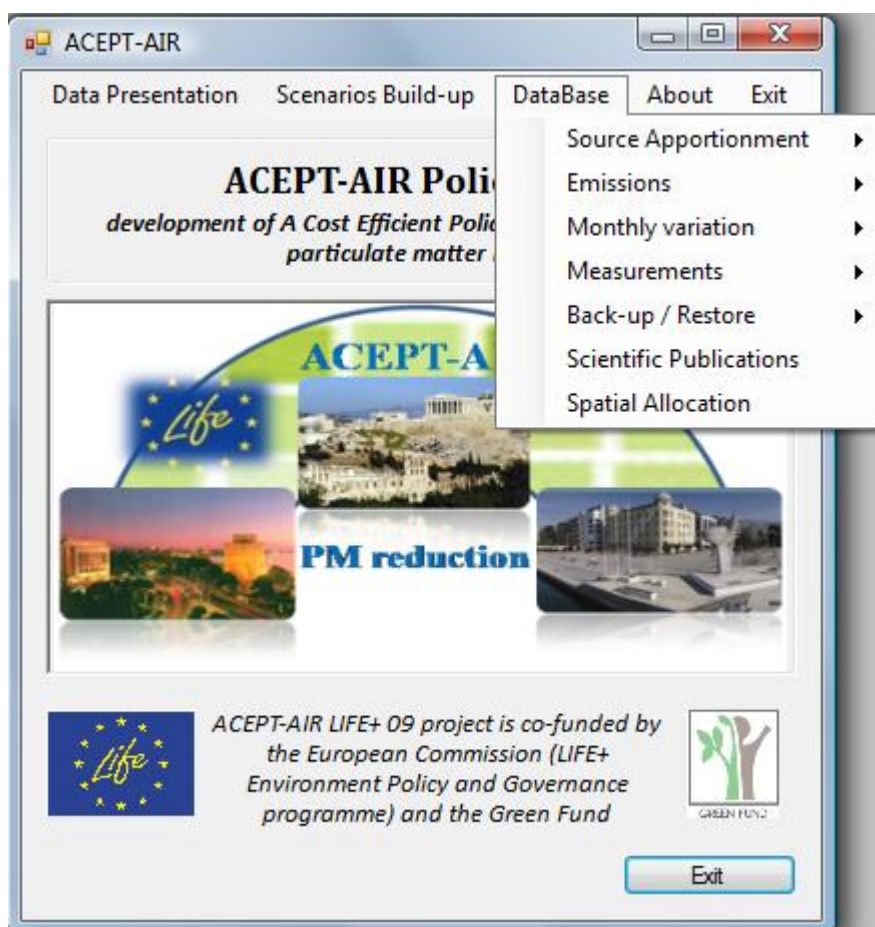 ACEPT-AIR
Data Presentation Scenarios Build-up DataBase About Exit
Source Apportionment
Emissions
Monthly variation
Measurements
Back-up / Restore
Scientific Publications
Spatial Allocation
ACEPT-AIR Poli
development of A Cost Efficient Polic
particulate matter
ACEPT-A
Life
PM reduction
Life
ACEPT-AIR LIFE+ 09 project is co-funded by
the European Commission (LIFE+
Environment Policy and Governance
programme) and the Green Fund
GREEN FUND
Exit